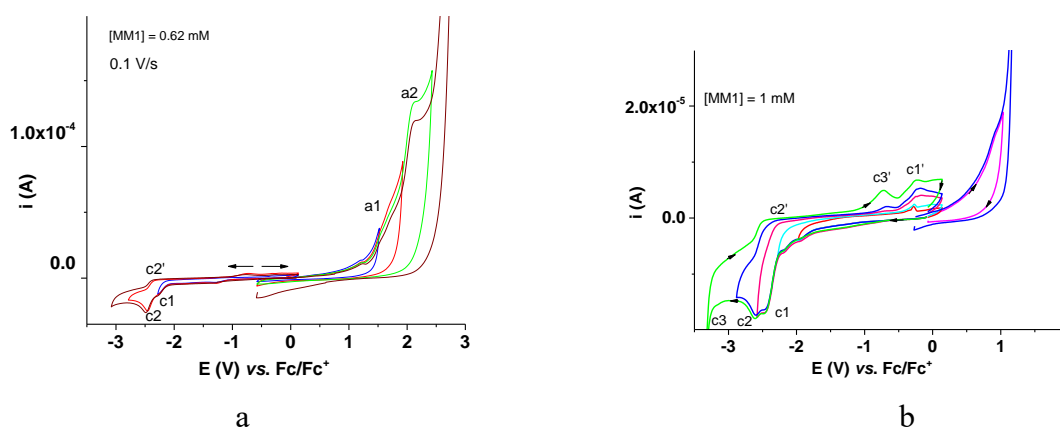 [MM1] = 0.62 mM
0.1 V/s
a2
a1
1.0x10⁻⁴
0.0
c2'
c1
c2
i (A)
-3 -2 -1 0 1 2 3
E (V) vs. Fc/Fc⁺
a
[MM1] = 1 mM
2.0x10⁻⁵
0.0
c3'
c1'
c2'
c3
c2
c1
i (A)
-3 -2 -1 0 1
E (V) vs. Fc/Fc⁺
b